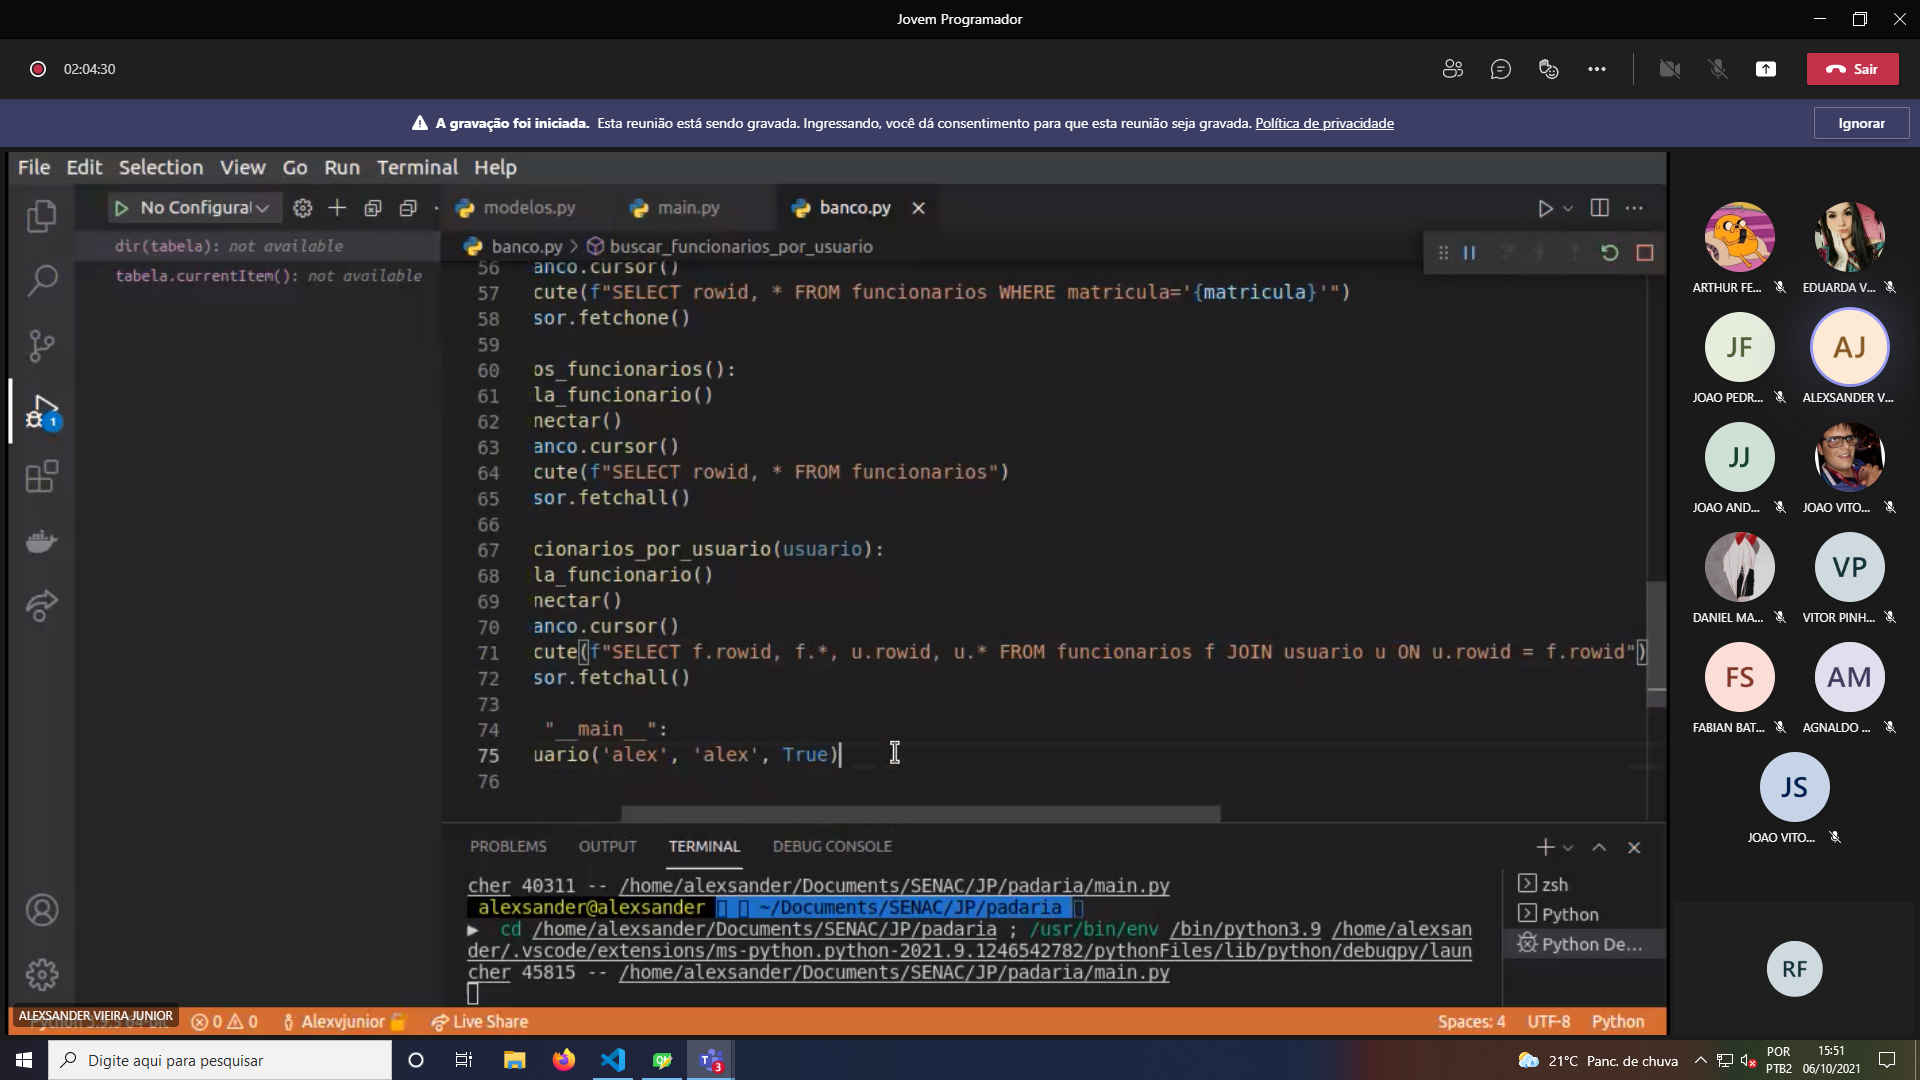 Jovem Programador
02:04:30
Sair
A gravação foi iniciada. Esta reunião está sendo gravada. Ingressando, você dá consentimento para que esta reunião seja gravada. Política de privacidade
Ignorar
File Edit Selection View Go Run Terminal Help
No Configura
modelos.py
main.py
banco.py
dir(tabela): not available
tabela.currentItem(): not available
banco.py > buscar_funcionarios_por_usuario
56 anco.cursor()
57 cute(f"SELECT rowid, * FROM funcionarios WHERE matricula='{matricula}'")
58 sor.fetchone()
59
60 os_funcionarios():
61 la_funcionario()
62 nectar()
63 anco.cursor()
64 cute(f"SELECT rowid, * FROM funcionarios")
65 sor.fetchall()
66
67 cionarios_por_usuario(usuario):
68 la_funcionario()
69 nectar()
70 anco.cursor()
71 cute(f"SELECT f.rowid, f.*, u.rowid, u.* FROM funcionarios f JOIN usuario u ON u.rowid = f.rowid")
72 sor.fetchall()
73
74 "__main__":
75 uario('alex', 'alex', True)
76
1
PROBLEMS OUTPUT TERMINAL DEBUG CONSOLE
cher 40311 -- /home/alexsander/Documents/SENAC/JP/padaria/main.py
alexsander@alexsander ~/Documents/SENAC/JP/padaria
cd /home/alexsander/Documents/SENAC/JP/padaria ; /usr/bin/env /bin/python3.9 /home/alexsan
der/.vscode/extensions/ms-python.python-2021.9.1246542782/pythonFiles/lib/python/debugpy/laun
cher 45815 -- /home/alexsander/Documents/SENAC/JP/padaria/main.py
zsh
Python
Python De...
ALEXSANDER VIEIRA JUNIOR
0 0 Alexvjunior Live Share
Spaces: 4 UTF-8 Python
ARTHUR FE...
EDUARDA V...
JF
JOAO PEDR...
AJ
ALEXSANDER V...
JJ
JOAO AND...
JOAO VITO...
DANIEL MA...
VP
VITOR PINH...
FS
FABIAN BAT...
AM
AGNALDO ...
JS
JOAO VITO...
RF
Digite aqui para pesquisar
3
21°C Panc. de chuva
POR
PTB2
15:51
06/10/2021